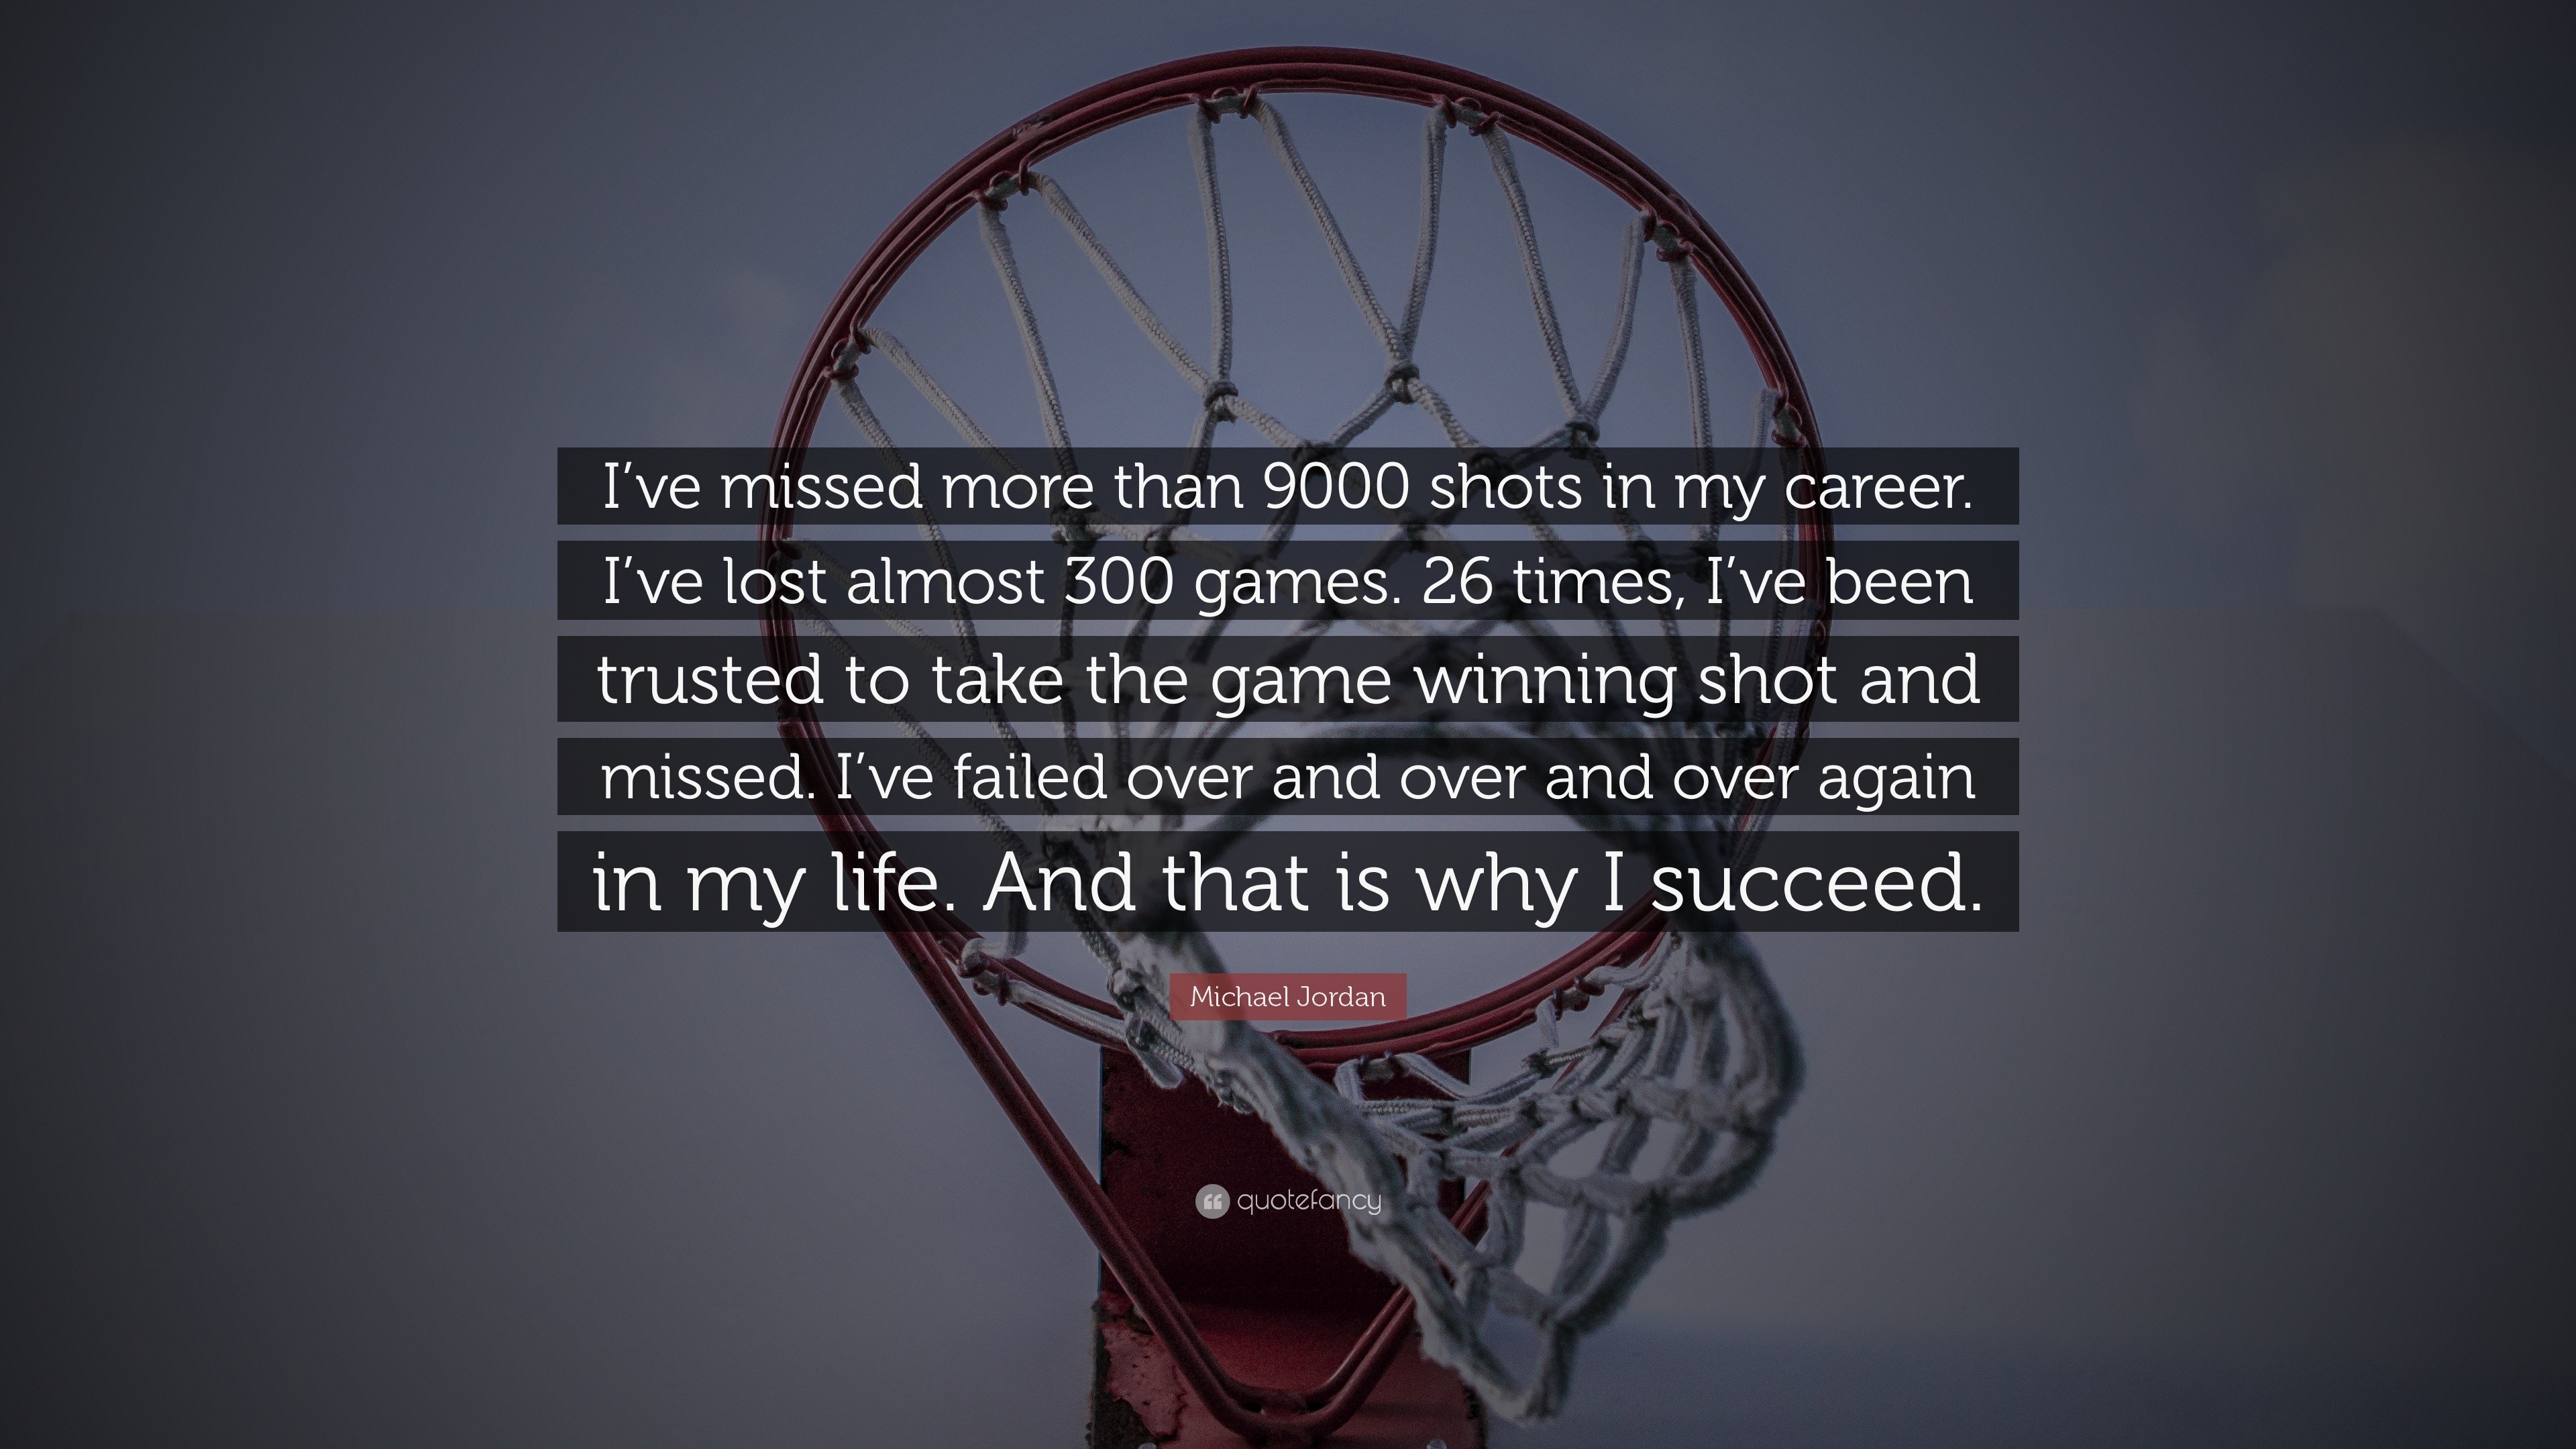 I’ve missed more than 9000 shots in my career.
I’ve lost almost 300 games. 26 times, I’ve been
trusted to take the game winning shot and
missed. I’ve failed over and over and over again
in my life. And that is why I succeed.
Michael Jordan
quotefancy